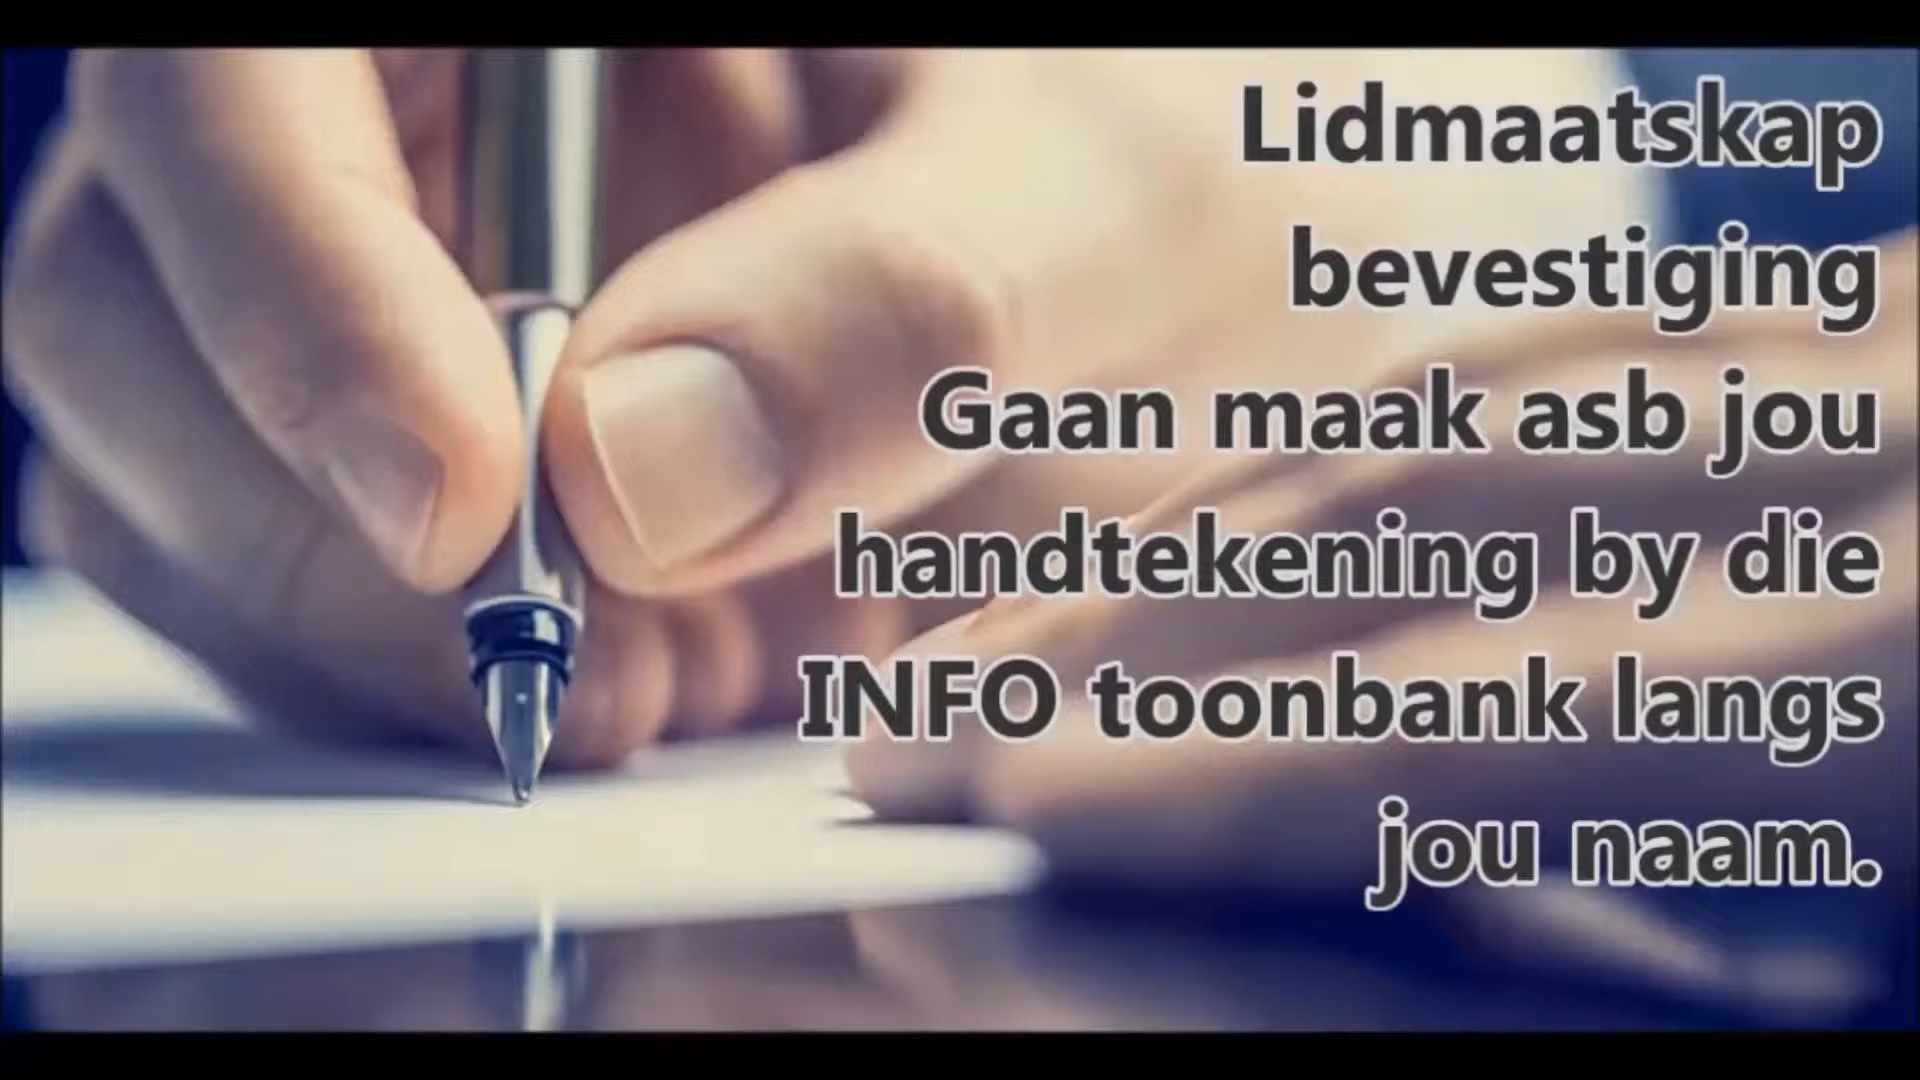 Lidmaatskap
bevestiging
Gaan maak asb jou
handtekening by die
INFO toonbank langs
jou naam.